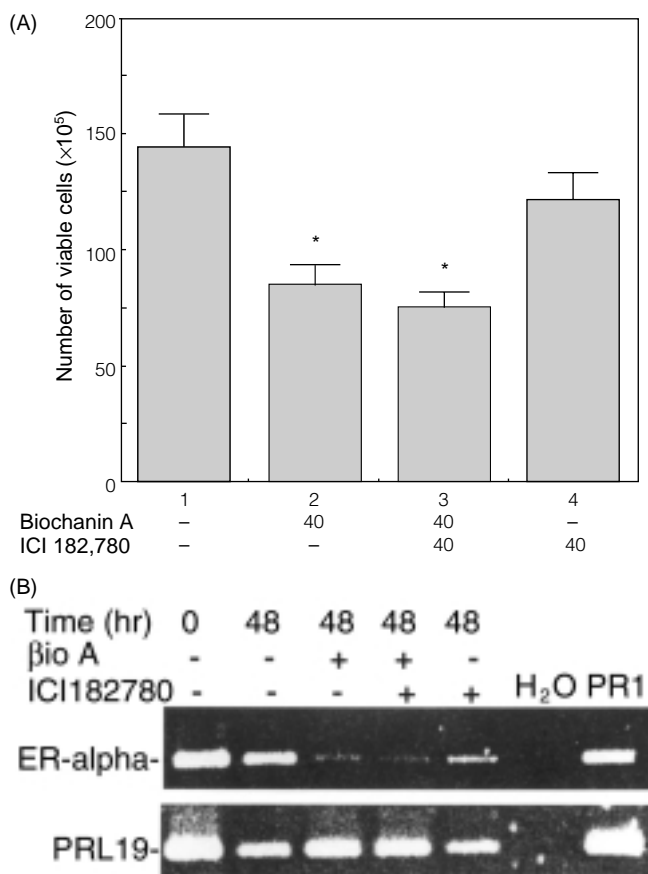 (A)
200
150
100
50
0
Number of viable cells (×10⁵)
* *
1 2 3 4
Biochanin A – 40 40 –
ICI 182,780 – – 40 40
(B)
Time (hr) 0 48 48 48 48
βio A - - + + -
ICI182780 - - - + + H₂O PR1
ER-alpha-
PRL19-